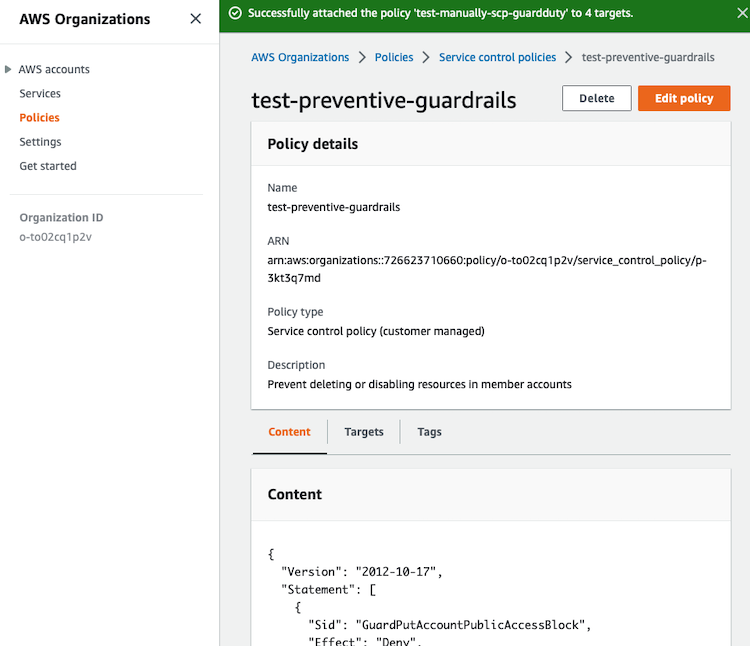 AWS Organizations
AWS accounts
Services
Policies
Settings
Get started
Organization ID
o-to02cq1p2v
Successfully attached the policy 'test-manually-scp-guardduty' to 4 targets.
AWS Organizations > Policies > Service control policies > test-preventive-guardrails
test-preventive-guardrails
Delete
Edit policy
Policy details
Name
test-preventive-guardrails
ARN
arn:aws:organizations::726623710660:policy/o-to02cq1p2v/service_control_policy/p-
3kt3q7md
Policy type
Service control policy (customer managed)
Description
Prevent deleting or disabling resources in member accounts
Content
Targets
Tags
Content
{
"Version": "2012-10-17",
"Statement": [
{
"Sid": "GuardPutAccountPublicAccessBlock",
"Effect": "Deny",